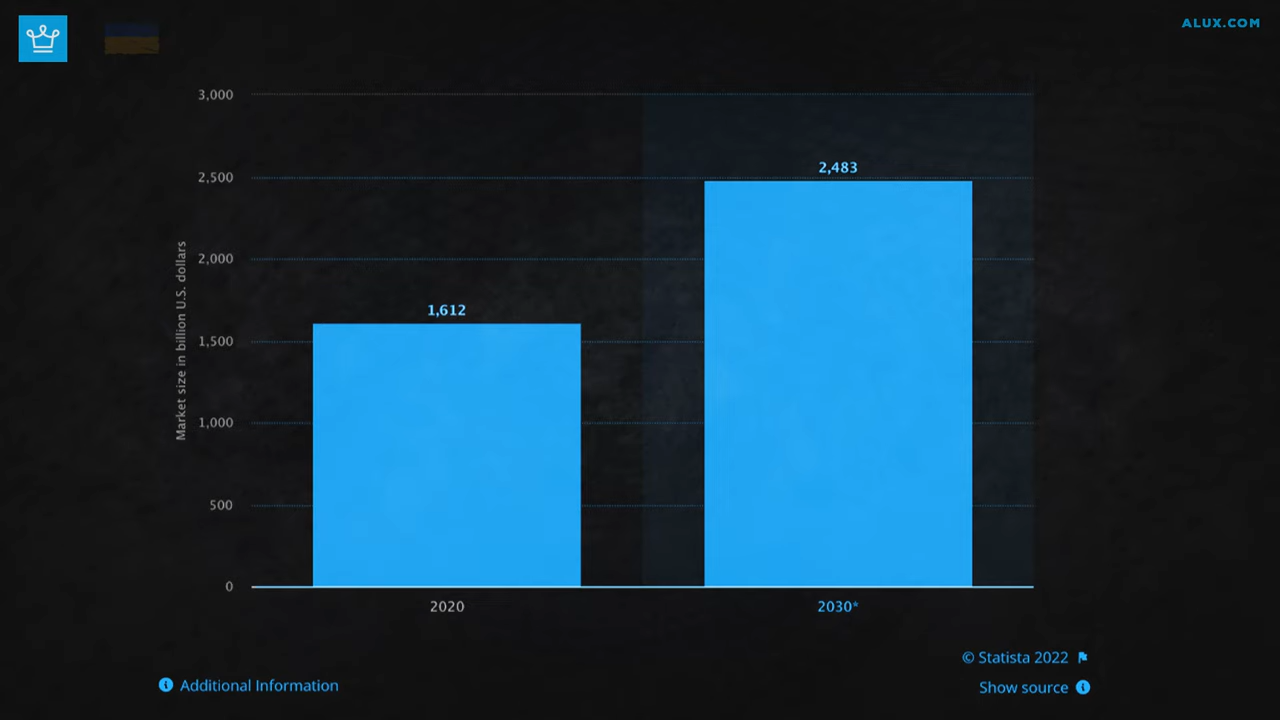 ALUX.COM
3,000
2,500
2,000
1,500
1,000
500
0
Market size in billion U.S. dollars
1,612
2,483
2020
2030*
© Statista 2022
Additional Information
Show source